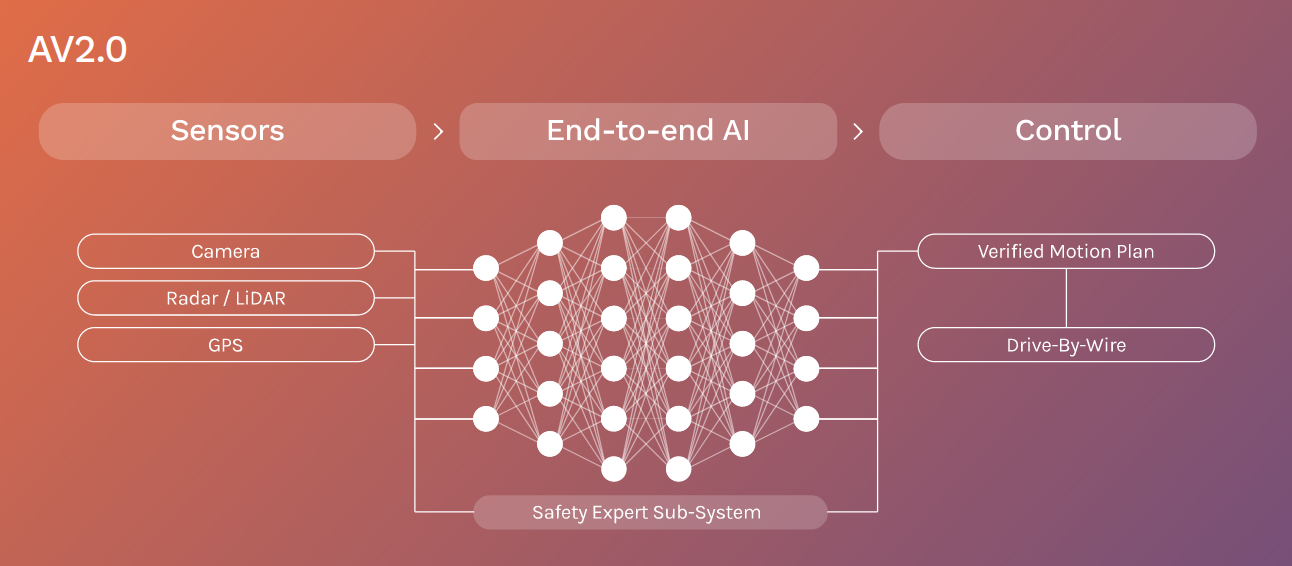 AV2.0
Sensors
End-to-end AI
Control
Camera
Radar / LiDAR
GPS
Verified Motion Plan
Drive-By-Wire
Safety Expert Sub-System